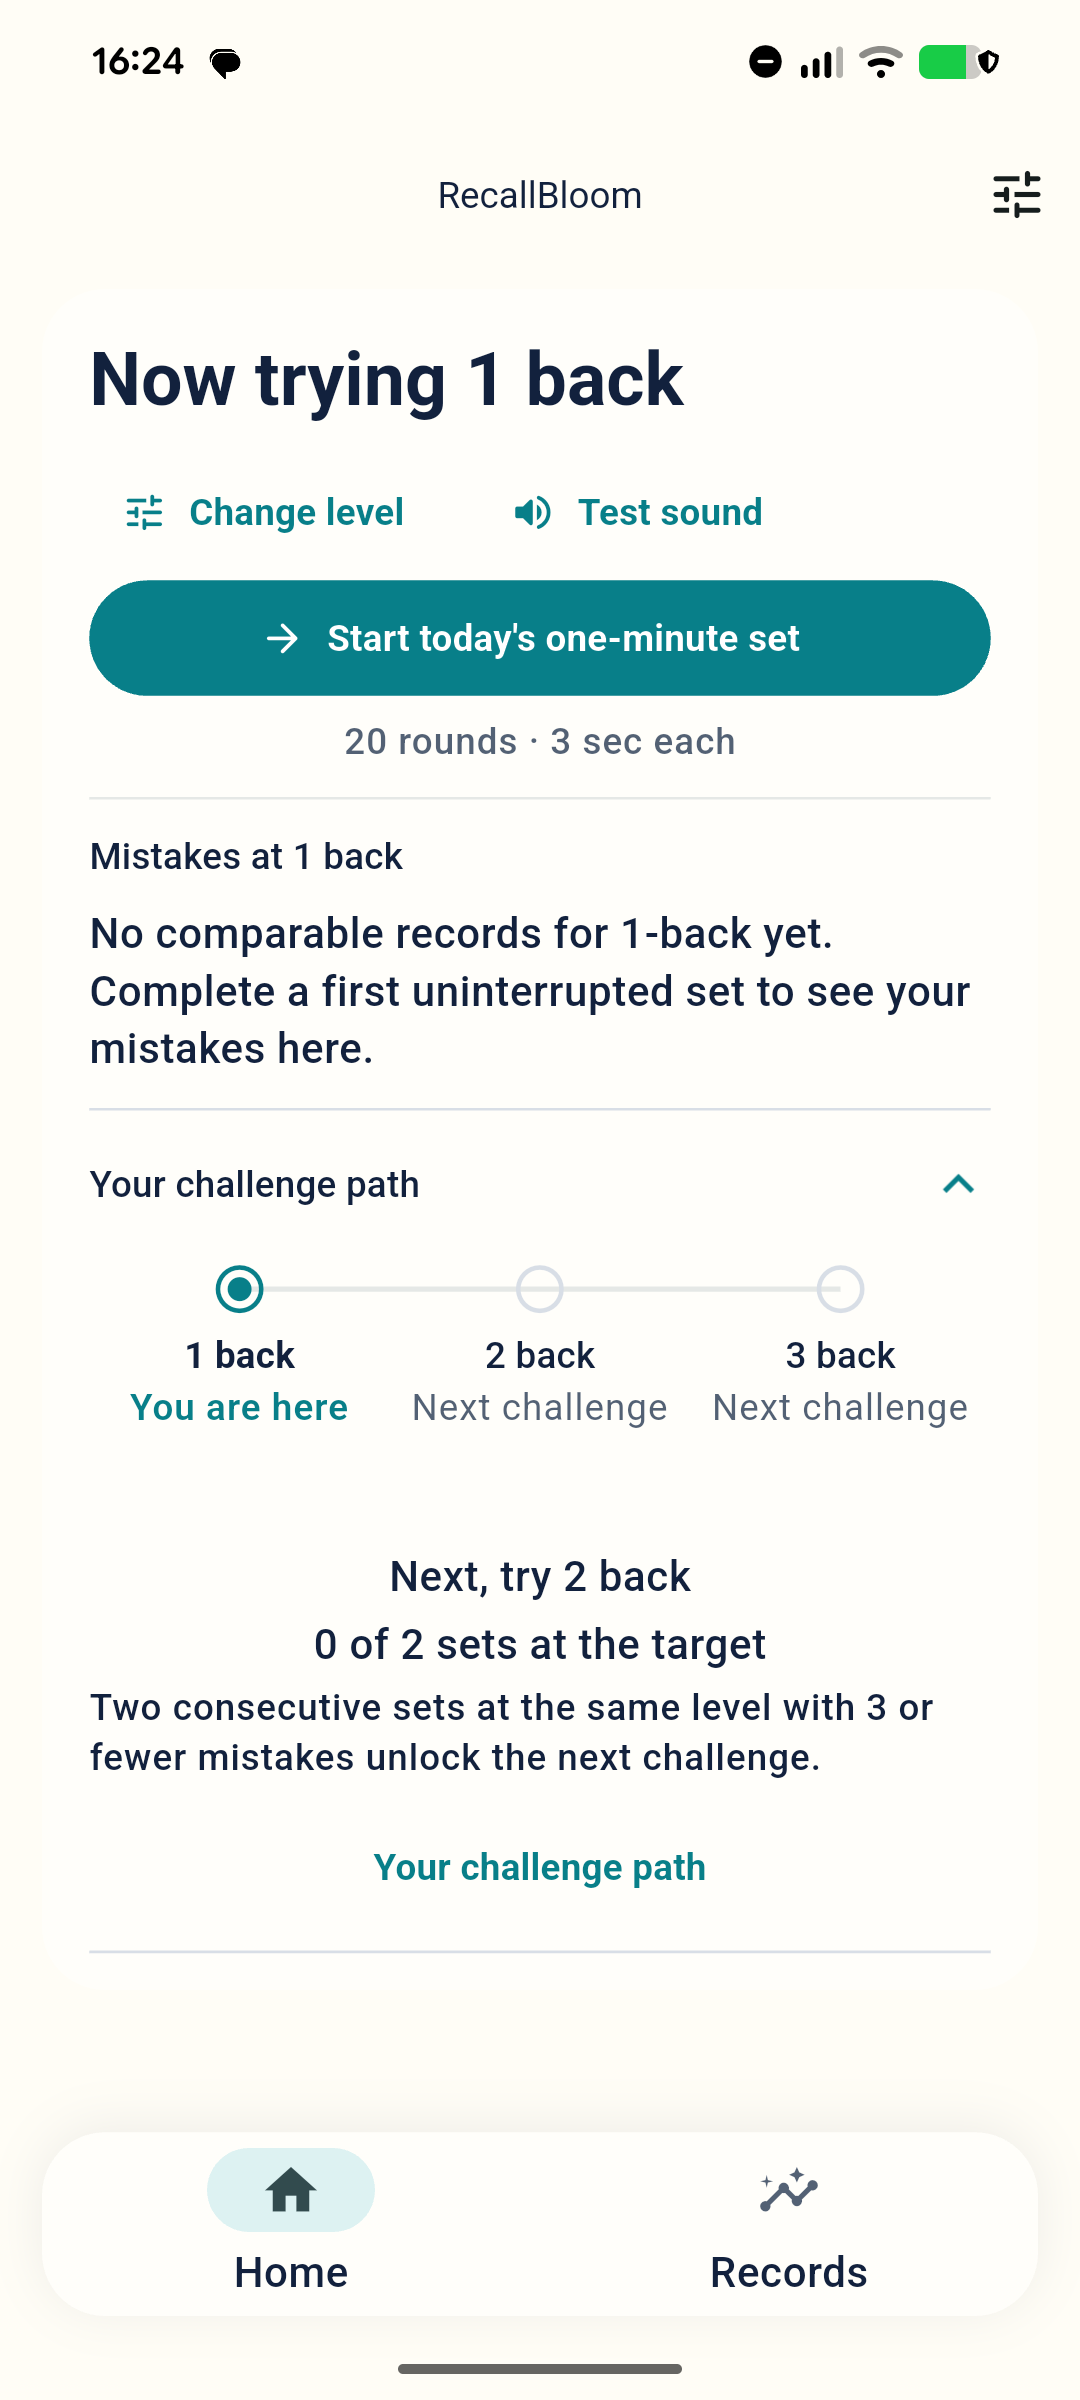 16:24
RecallBloom
Now trying 1 back
Change level
Test sound
Start today's one-minute set
20 rounds · 3 sec each
Mistakes at 1 back
No comparable records for 1-back yet.
Complete a first uninterrupted set to see your
mistakes here.
Your challenge path
1 back
2 back
3 back
You are here
Next challenge
Next challenge
Next, try 2 back
0 of 2 sets at the target
Two consecutive sets at the same level with 3 or
fewer mistakes unlock the next challenge.
Your challenge path
Home
Records